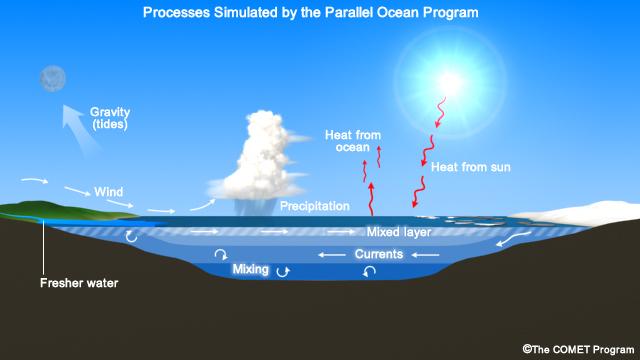 Processes Simulated by the Parallel Ocean Program
Gravity
(tides)
Heat from
ocean
Heat from sun
Wind
Precipitation
Mixed layer
Currents
Mixing
Fresher water
©The COMET Program